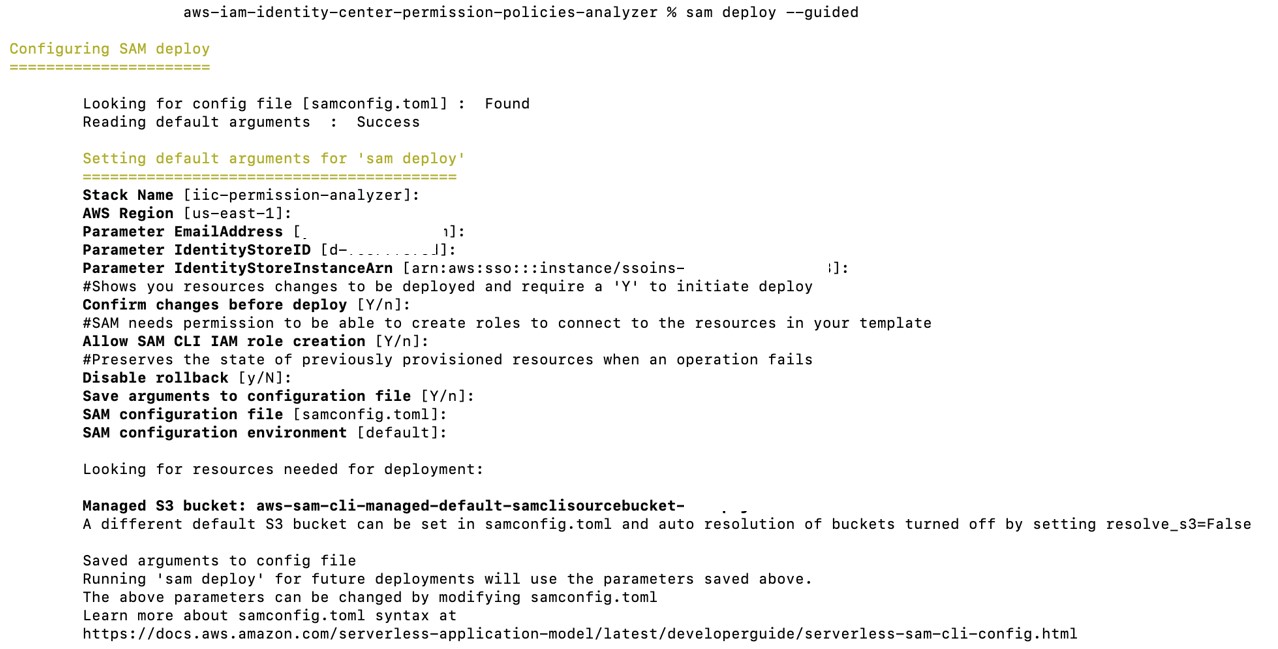 aws-iam-identity-center-permission-policies-analyzer % sam deploy --guided
Configuring SAM deploy
======================
Looking for config file [samconfig.toml] :  Found
Reading default arguments  :  Success
Setting default arguments for 'sam deploy'
=========================================
Stack Name [iic-permission-analyzer]:
AWS Region [us-east-1]:
Parameter EmailAddress [ ]:
Parameter IdentityStoreID [d- ]:
Parameter IdentityStoreInstanceArn [arn:aws:sso:::instance/ssoins- ]:
#Shows you resources changes to be deployed and require a 'Y' to initiate deploy
Confirm changes before deploy [Y/n]:
#SAM needs permission to be able to create roles to connect to the resources in your template
Allow SAM CLI IAM role creation [Y/n]:
#Preserves the state of previously provisioned resources when an operation fails
Disable rollback [y/N]:
Save arguments to configuration file [Y/n]:
SAM configuration file [samconfig.toml]:
SAM configuration environment [default]:
Looking for resources needed for deployment:
Managed S3 bucket: aws-sam-cli-managed-default-samclisourcebucket-
A different default S3 bucket can be set in samconfig.toml and auto resolution of buckets turned off by setting resolve_s3=False
Saved arguments to config file
Running 'sam deploy' for future deployments will use the parameters saved above.
The above parameters can be changed by modifying samconfig.toml
Learn more about samconfig.toml syntax at
https://docs.aws.amazon.com/serverless-application-model/latest/developerguide/serverless-sam-cli-config.html